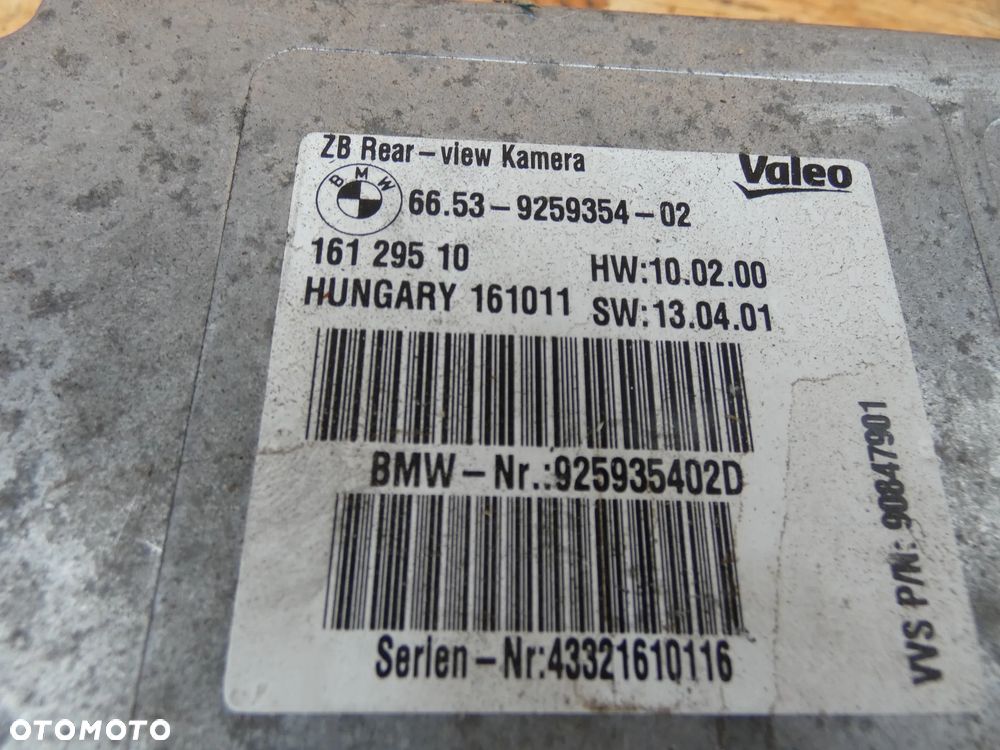 ZB Rear-view Kamera
Valeo
BMW
66.53-9259354-02
161 295 10
HW:10.02.00
HUNGARY 161011
SW:13.04.01
BMW-Nr.:925935402D
Serien-Nr:43321610116
VVS P/N: 90847901
OTOMOTO